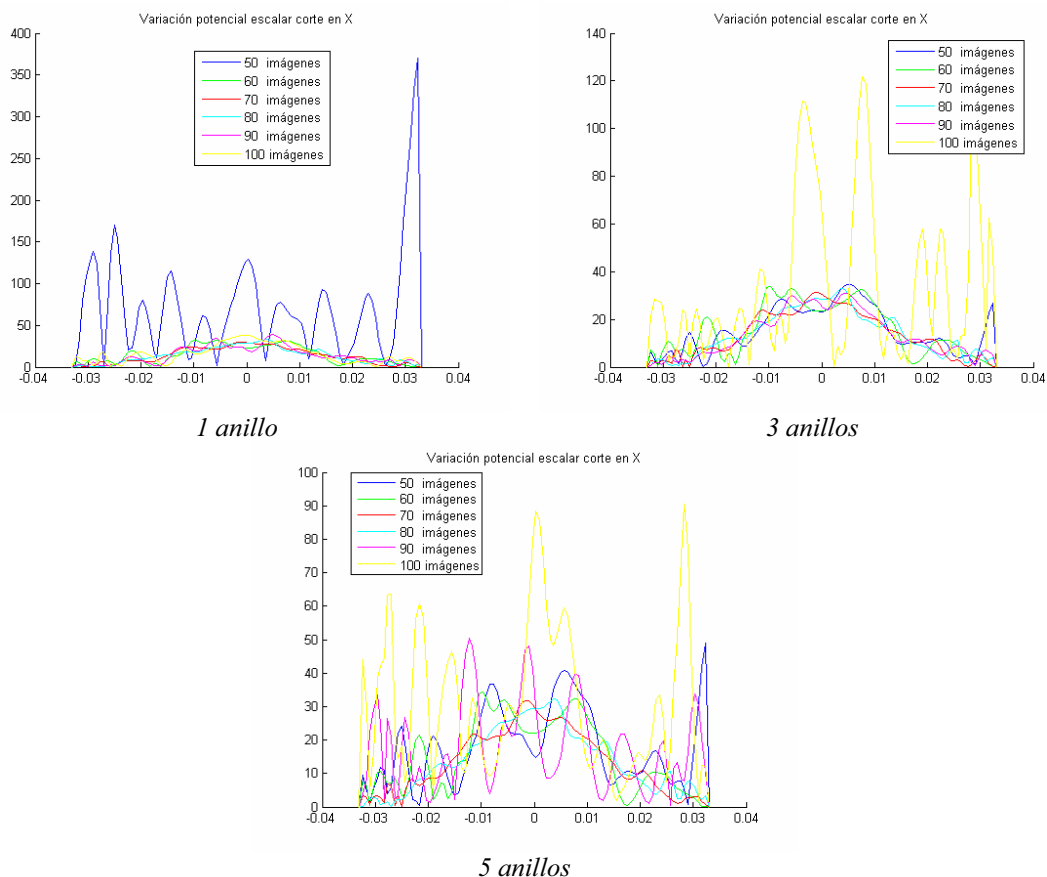 Variación potencial escalar corte en X
400
350
300
250
200
150
100
50
0
-0.04 -0.03 -0.02 -0.01 0 0.01 0.02 0.03 0.04
50 imágenes
60 imágenes
70 imágenes
80 imágenes
90 imágenes
100 imágenes
1 anillo
Variación potencial escalar corte en X
140
120
100
80
60
40
20
0
-0.04 -0.03 -0.02 -0.01 0 0.01 0.02 0.03 0.04
50 imágenes
60 imágenes
70 imágenes
80 imágenes
90 imágenes
100 imágenes
3 anillos
Variación potencial escalar corte en X
100
90
80
70
60
50
40
30
20
10
0
-0.04 -0.03 -0.02 -0.01 0 0.01 0.02 0.03 0.04
50 imágenes
60 imágenes
70 imágenes
80 imágenes
90 imágenes
100 imágenes
5 anillos